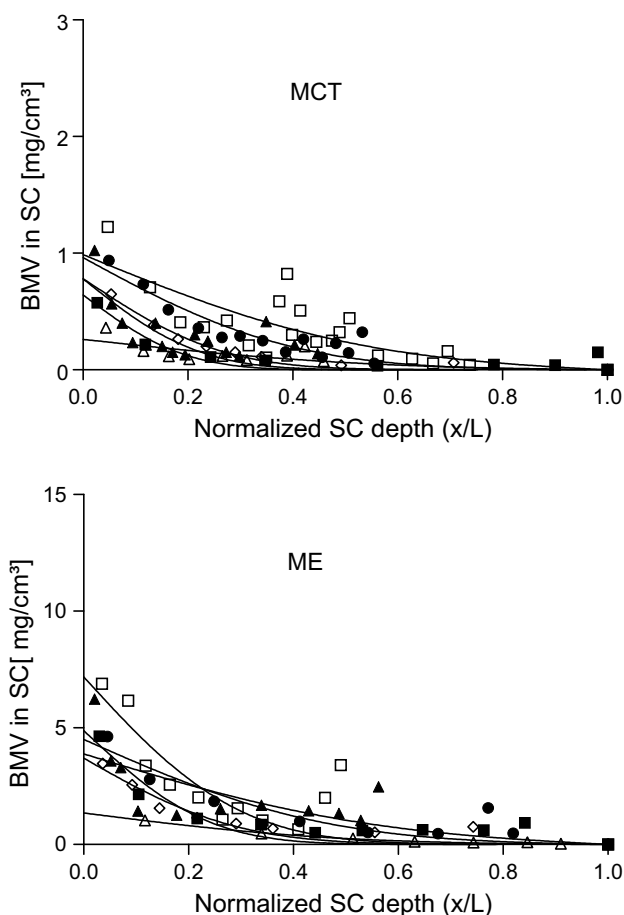 3
MCT
2
BMV in SC [mg/cm³]
1
0
0.0 0.2 0.4 0.6 0.8 1.0
Normalized SC depth (x/L)
15
ME
10
BMV in SC[ mg/cm³]
5
0
0.0 0.2 0.4 0.6 0.8 1.0
Normalized SC depth (x/L)